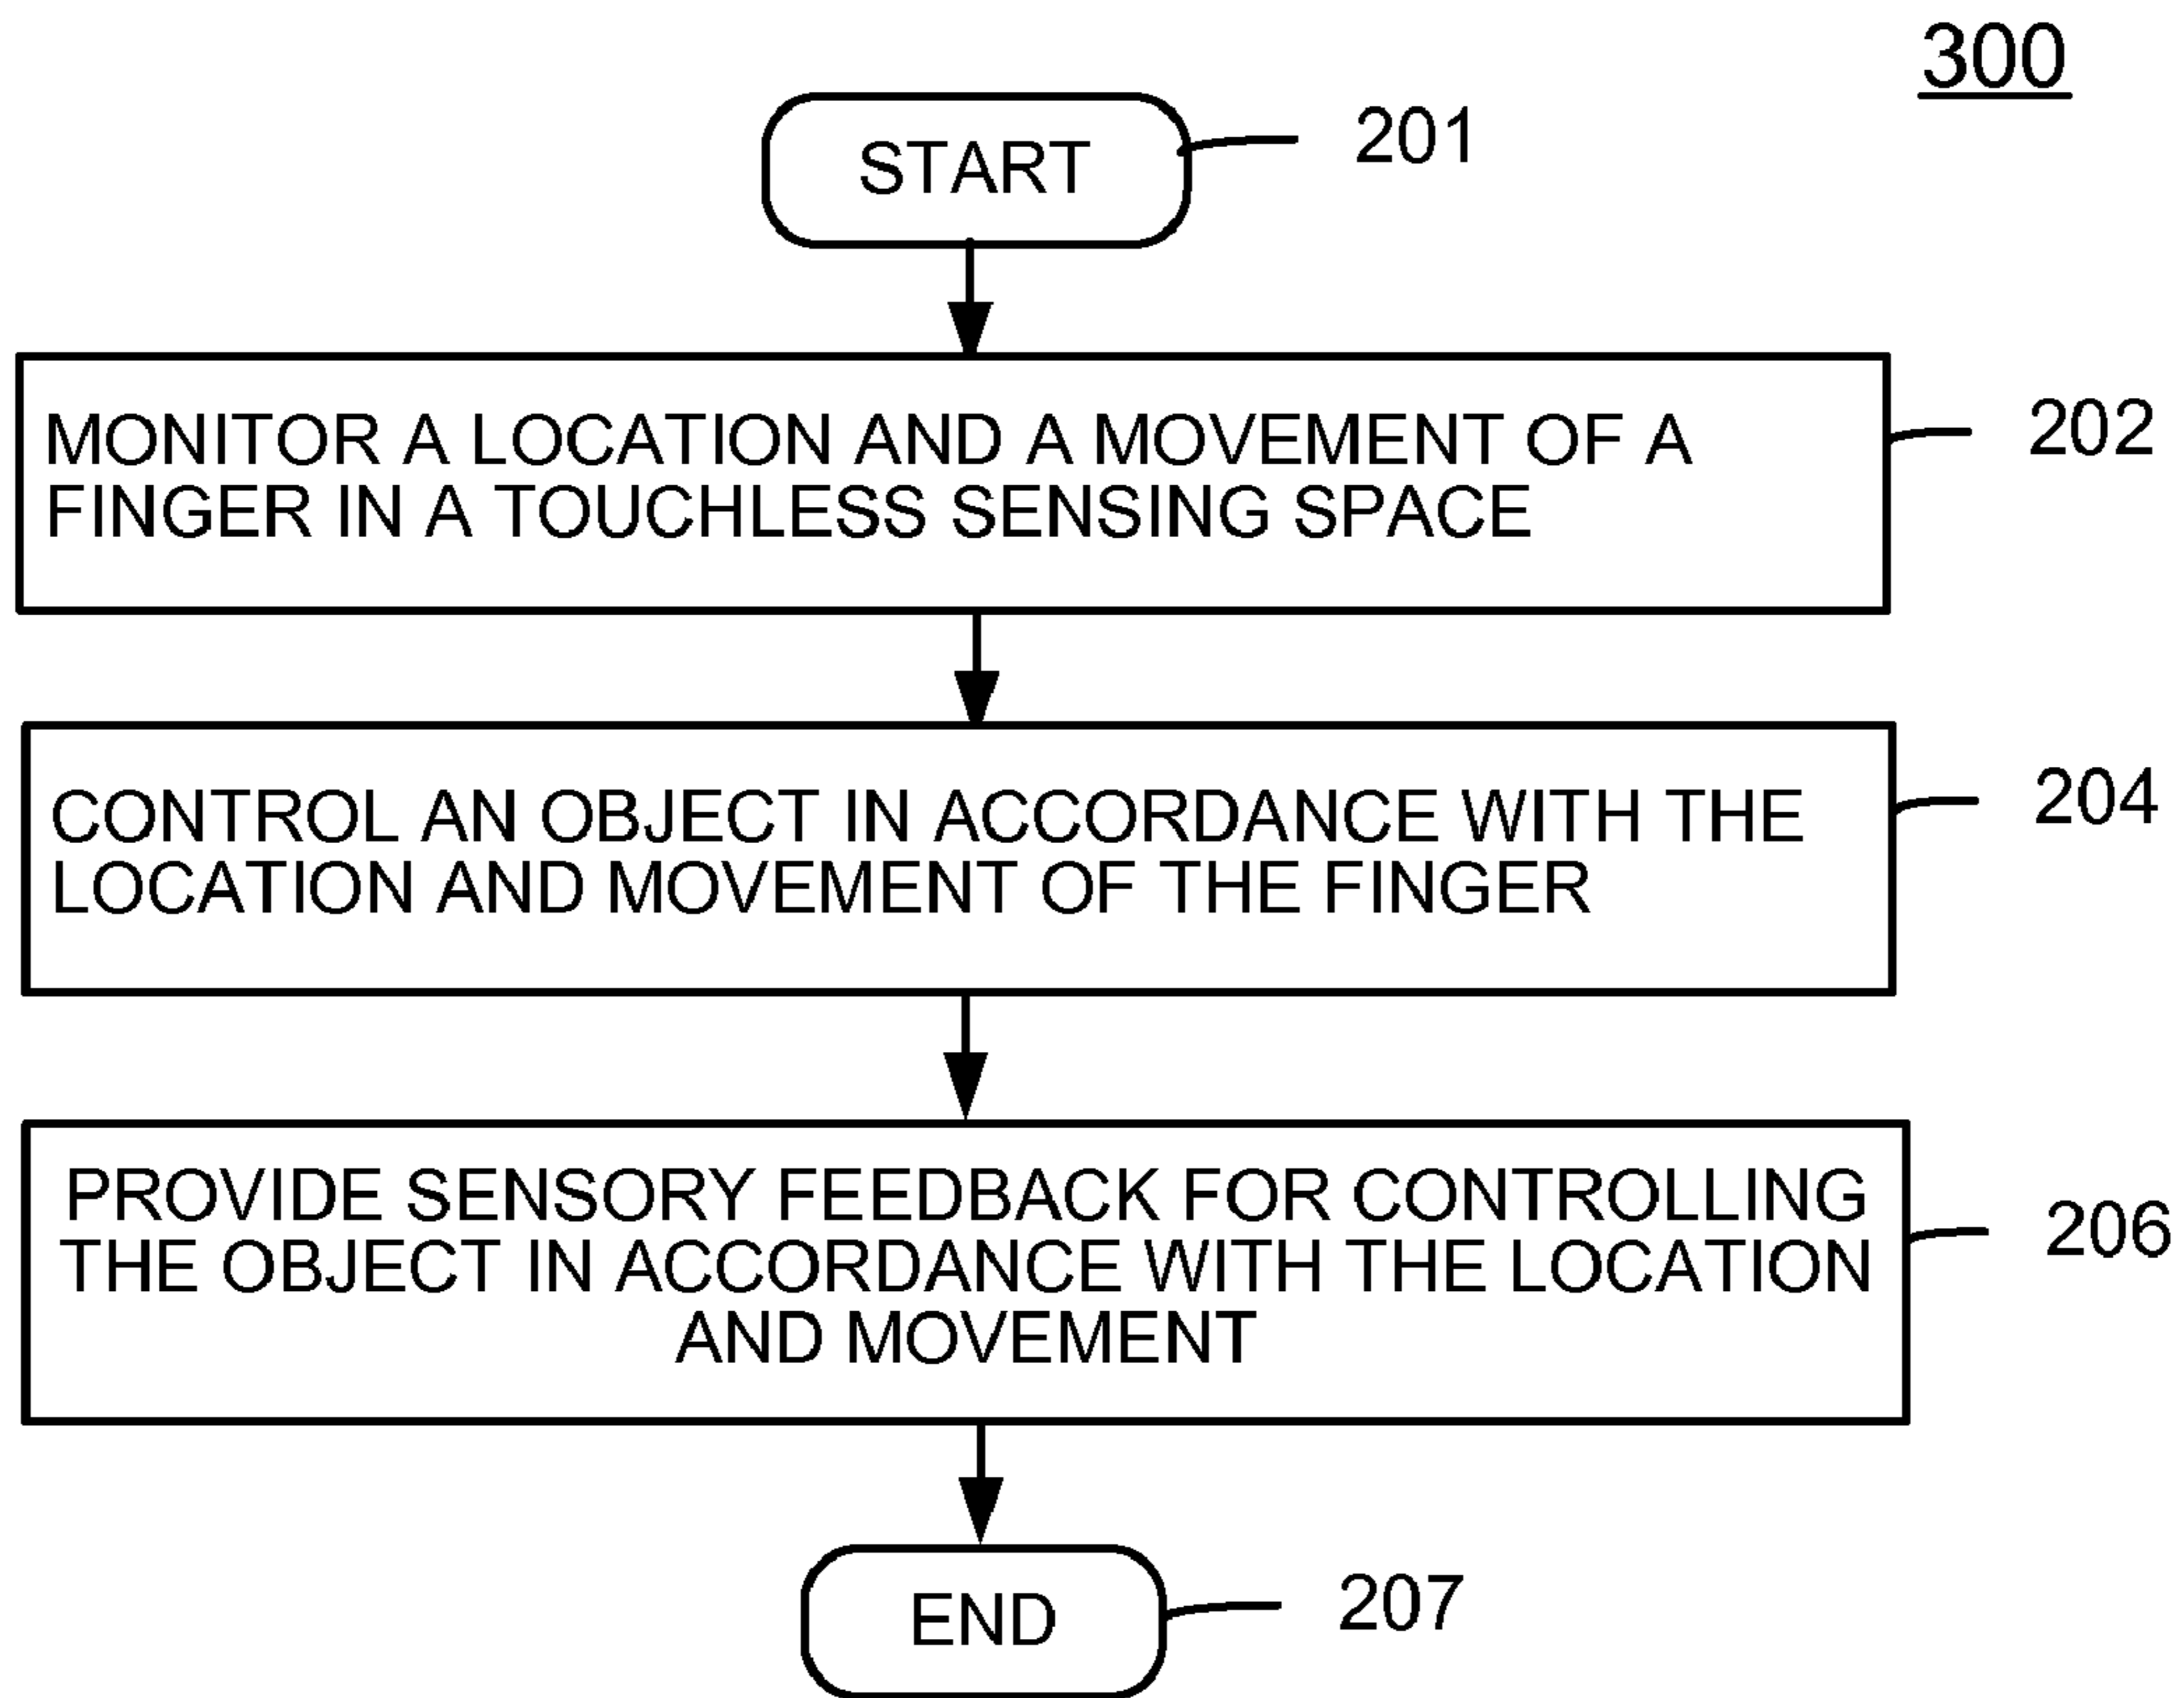 300
START
201
MONITOR A LOCATION AND A MOVEMENT OF A
FINGER IN A TOUCHLESS SENSING SPACE
202
CONTROL AN OBJECT IN ACCORDANCE WITH THE
LOCATION AND MOVEMENT OF THE FINGER
204
PROVIDE SENSORY FEEDBACK FOR CONTROLLING
THE OBJECT IN ACCORDANCE WITH THE LOCATION
AND MOVEMENT
206
END
207